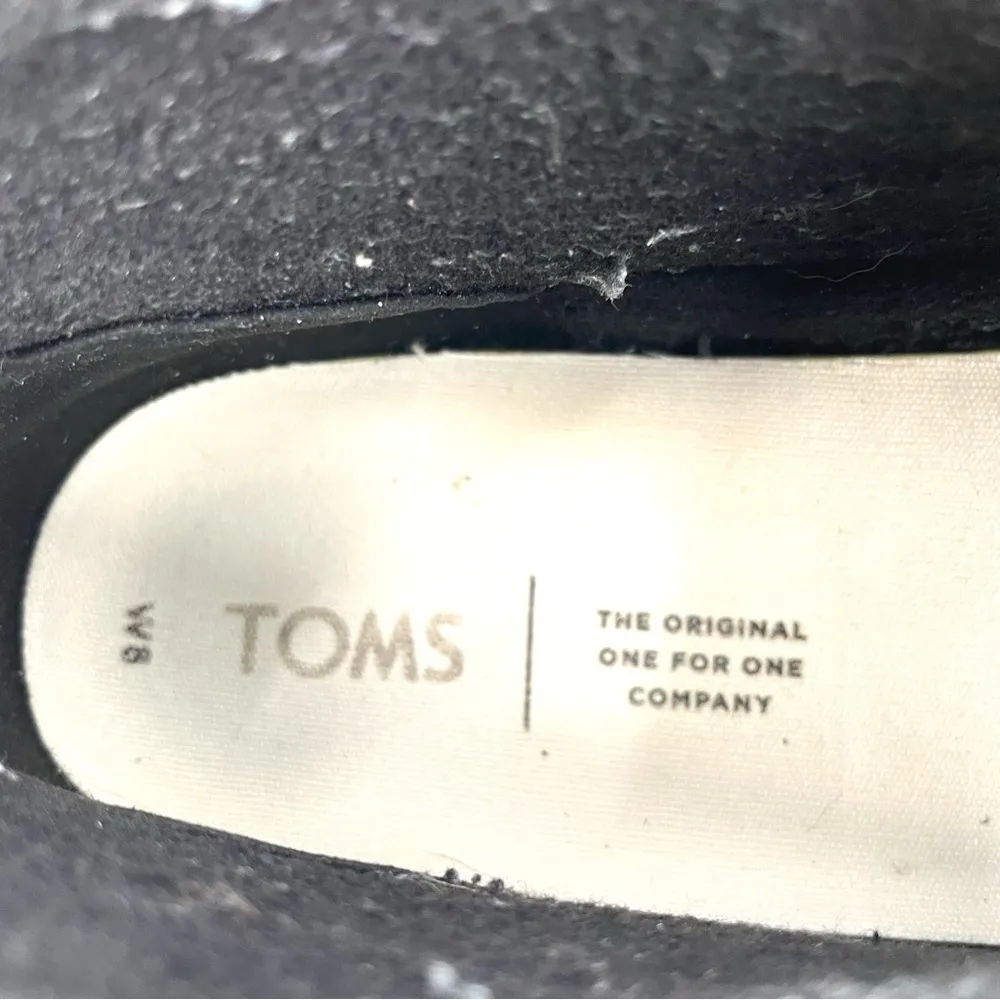 W8
TOMS
THE ORIGINAL
ONE FOR ONE
COMPANY